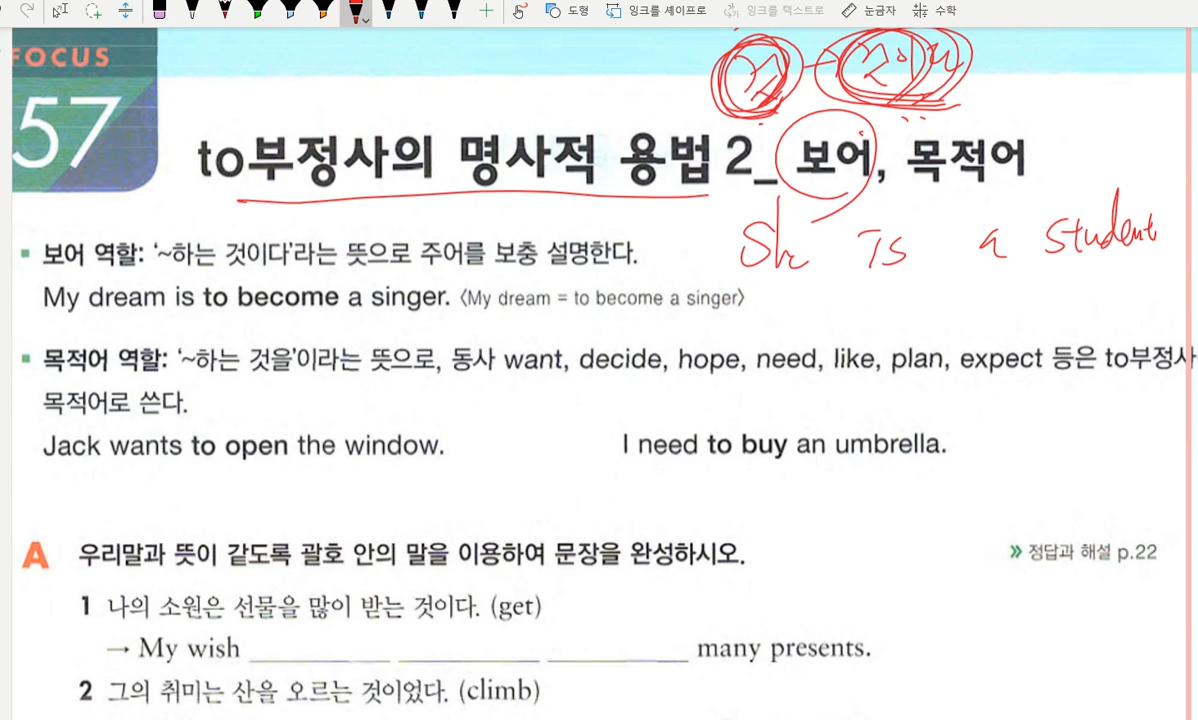 도형 잉크를 셰이프로 잉크를 텍스트로 눈금자 수학
FOCUS
57
to부정사의 명사적 용법 2_ 보어, 목적어
She is a student
보어 역할: ‘~하는 것이다’라는 뜻으로 주어를 보충 설명한다.
My dream is to become a singer. 〈My dream = to become a singer〉
목적어 역할: ‘~하는 것을’이라는 뜻으로, 동사 want, decide, hope, need, like, plan, expect 등은 to부정사
목적어로 쓴다.
Jack wants to open the window. I need to buy an umbrella.
A 우리말과 뜻이 같도록 괄호 안의 말을 이용하여 문장을 완성하시오.
» 정답과 해설 p.22
1 나의 소원은 선물을 많이 받는 것이다. (get)
→ My wish ____ ____ ____ many presents.
2 그의 취미는 산을 오르는 것이었다. (climb)